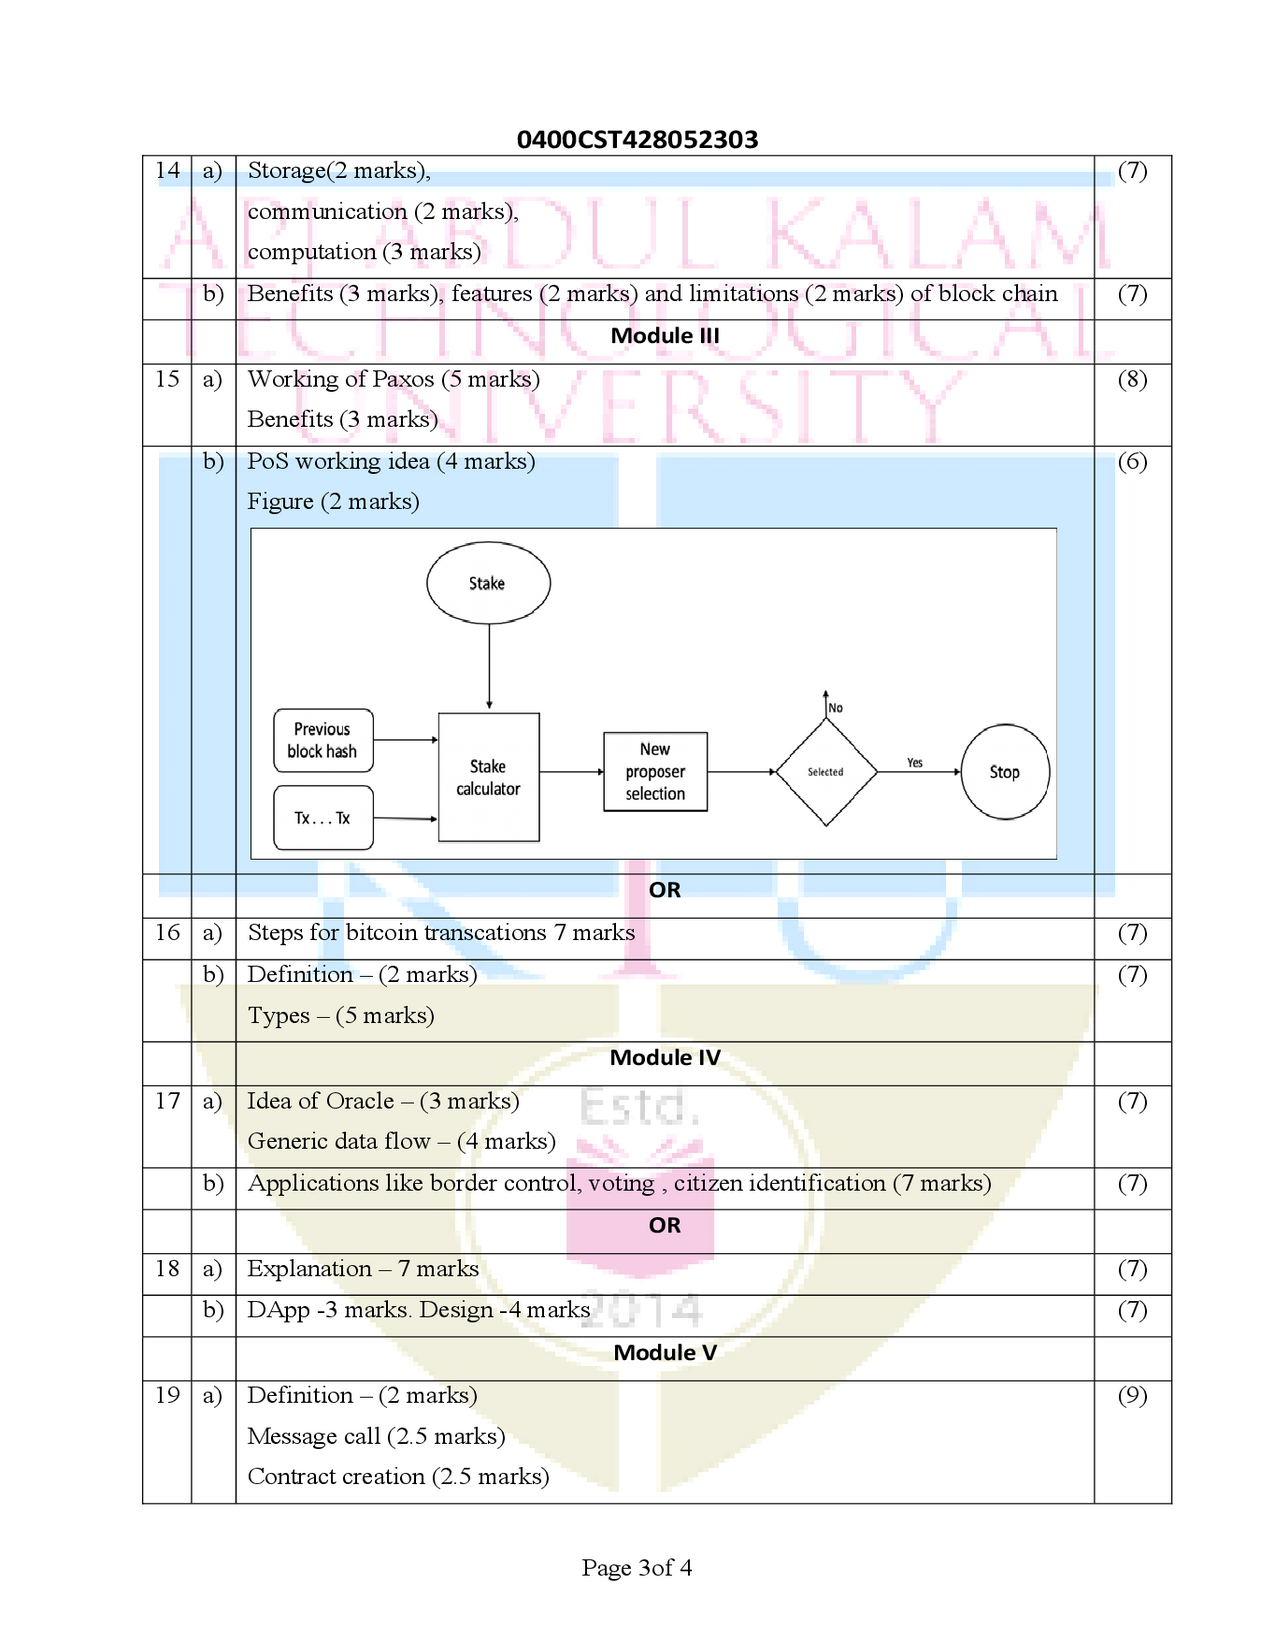 0400CST428052303
14 a) Storage(2 marks), (7)
communication (2 marks),
computation (3 marks)
b) Benefits (3 marks), features (2 marks) and limitations (2 marks) of block chain (7)
Module III
15 a) Working of Paxos (5 marks) (8)
Benefits (3 marks)
b) PoS working idea (4 marks) (6)
Figure (2 marks)
Stake
No
Previous
block hash
Stake
calculator
New
proposer
selection
Selected
Yes
Stop
Tx . . . Tx
OR
16 a) Steps for bitcoin transcations 7 marks (7)
b) Definition – (2 marks) (7)
Types – (5 marks)
Module IV
17 a) Idea of Oracle – (3 marks) (7)
Generic data flow – (4 marks)
b) Applications like border control, voting , citizen identification (7 marks) (7)
OR
18 a) Explanation – 7 marks (7)
b) DApp -3 marks. Design -4 marks (7)
Module V
19 a) Definition – (2 marks) (9)
Message call (2.5 marks)
Contract creation (2.5 marks)
Page 3of 4
APJ ABDUL KALAM
TECHNOLOGICAL
UNIVERSITY
Estd.
2014